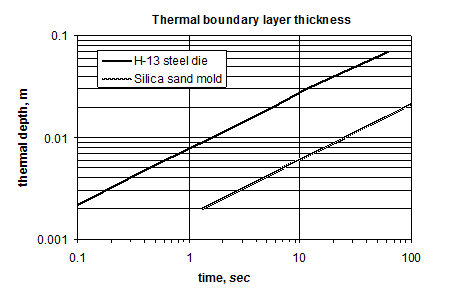 Thermal boundary layer thickness
0.1
H-13 steel die
Silica sand mold
thermal depth, m
0.01
0.001
0.1 1 10 100
time, sec